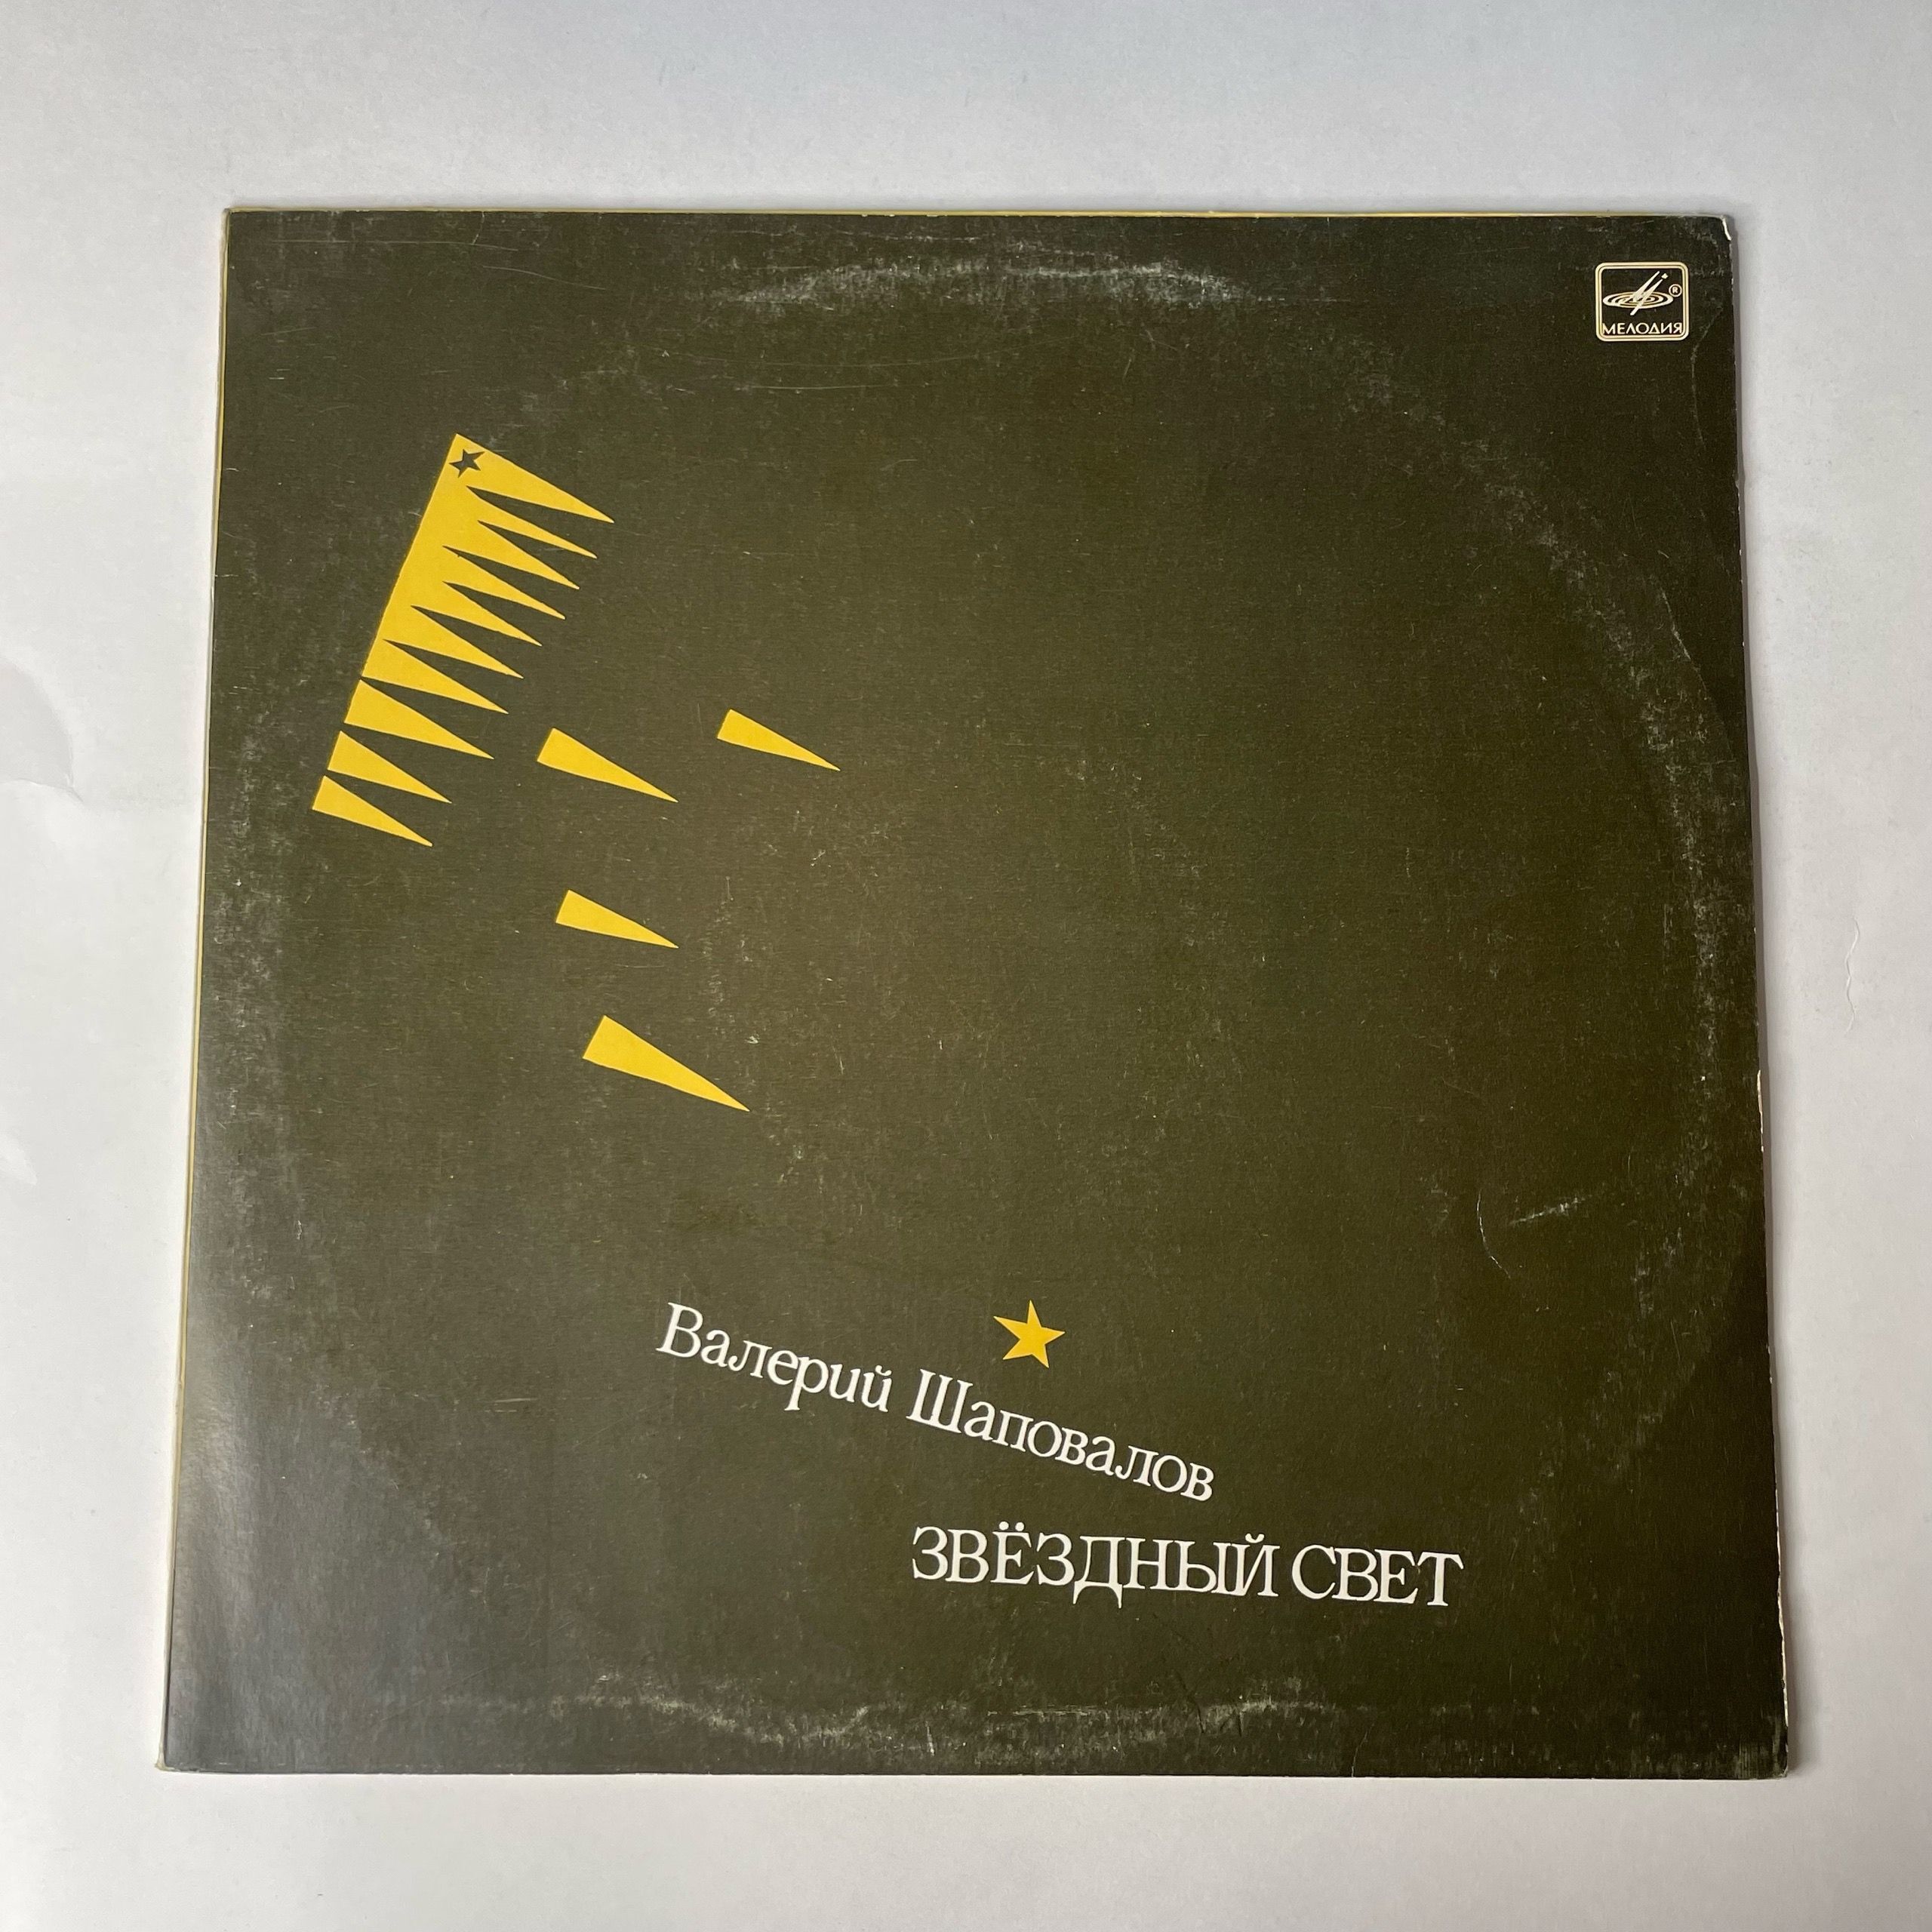 МЕЛОДИЯ ®
Валерий Шаповалов
ЗВЁЗДНЫЙ СВЕТ